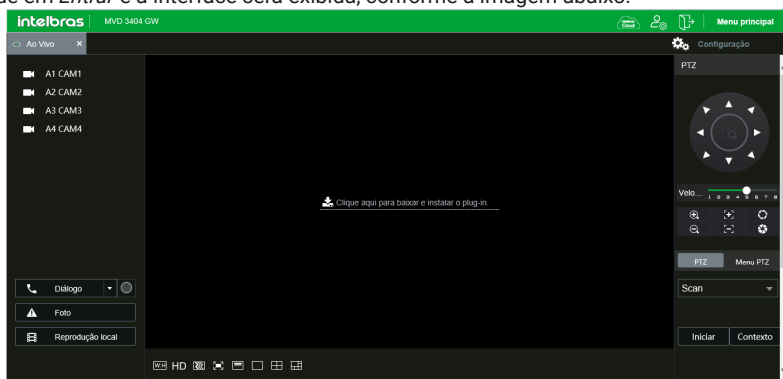 de em Entrar e a interface será exibida, conforme a imagem abaixo:
intelbras MVD 3404 GW Menu principal
Ao Vivo × Configuração
PTZ
A1 CAM1
A2 CAM2
A3 CAM3
A4 CAM4
Clique aqui para baixar e instalar o plug-in.
Velo... 1 2 3 4 5 6 7 8
PTZ Menu PTZ
Diálogo
Scan
Foto
Reprodução local
Iniciar Contexto
W:H HD